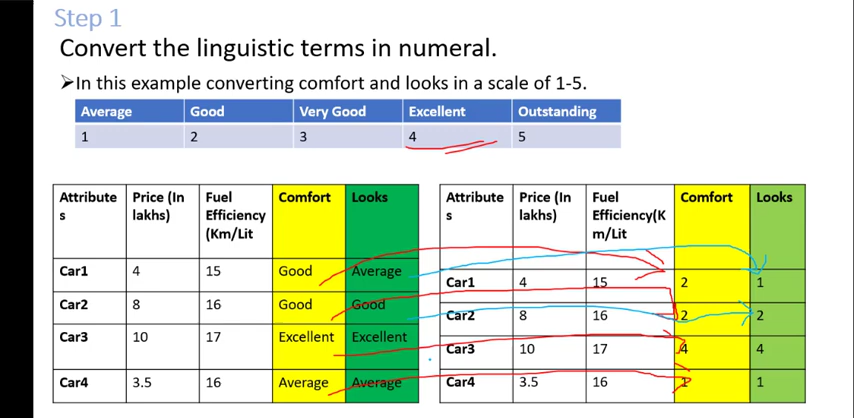 Step 1
Convert the linguistic terms in numeral.
➤In this example converting comfort and looks in a scale of 1-5.
Average Good Very Good Excellent Outstanding
1 2 3 4 5
Attribute Price (In Fuel Comfort Looks
s lakhs) Efficiency
(Km/Lit
Car1 4 15 Good Average
Car2 8 16 Good Good
Car3 10 17 Excellent Excellent
Car4 3.5 16 Average Average
Attribute Price (In Fuel Comfort Looks
s lakhs) Efficiency(K
m/Lit
Car1 4 15 2 1
Car2 8 16 2 2
Car3 10 17 4 4
Car4 3.5 16 1 1